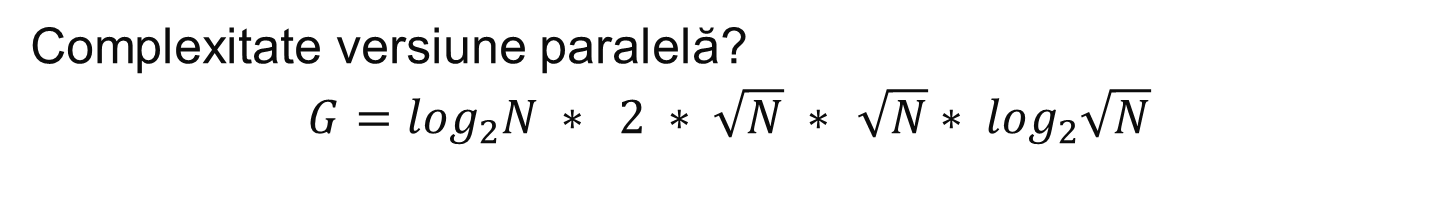 Complexitate versiune paralelă?
G = log₂N * 2 * √N * √N * log₂√N